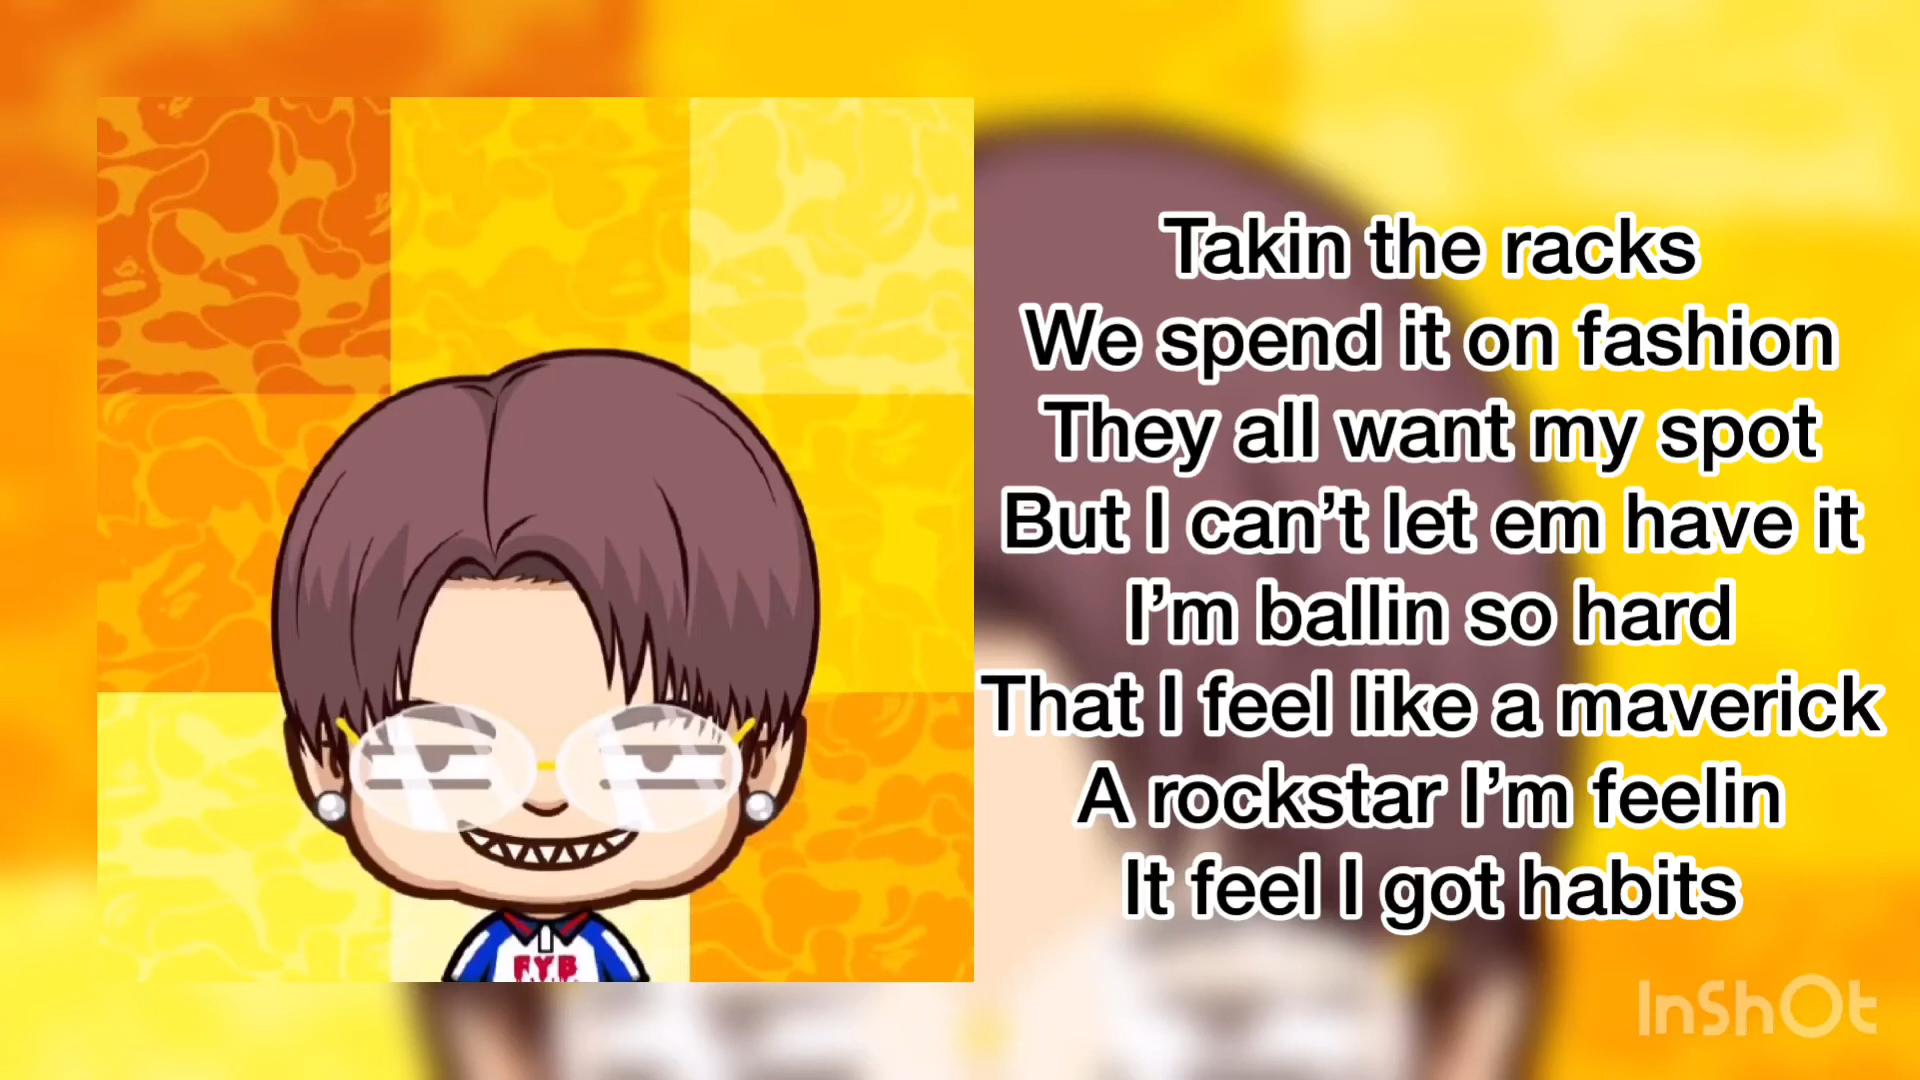 Takin the racks
We spend it on fashion
They all want my spot
But I can’t let em have it
I’m ballin so hard
That I feel like a maverick
A rockstar I’m feelin
It feel I got habits
FYB
InShOt